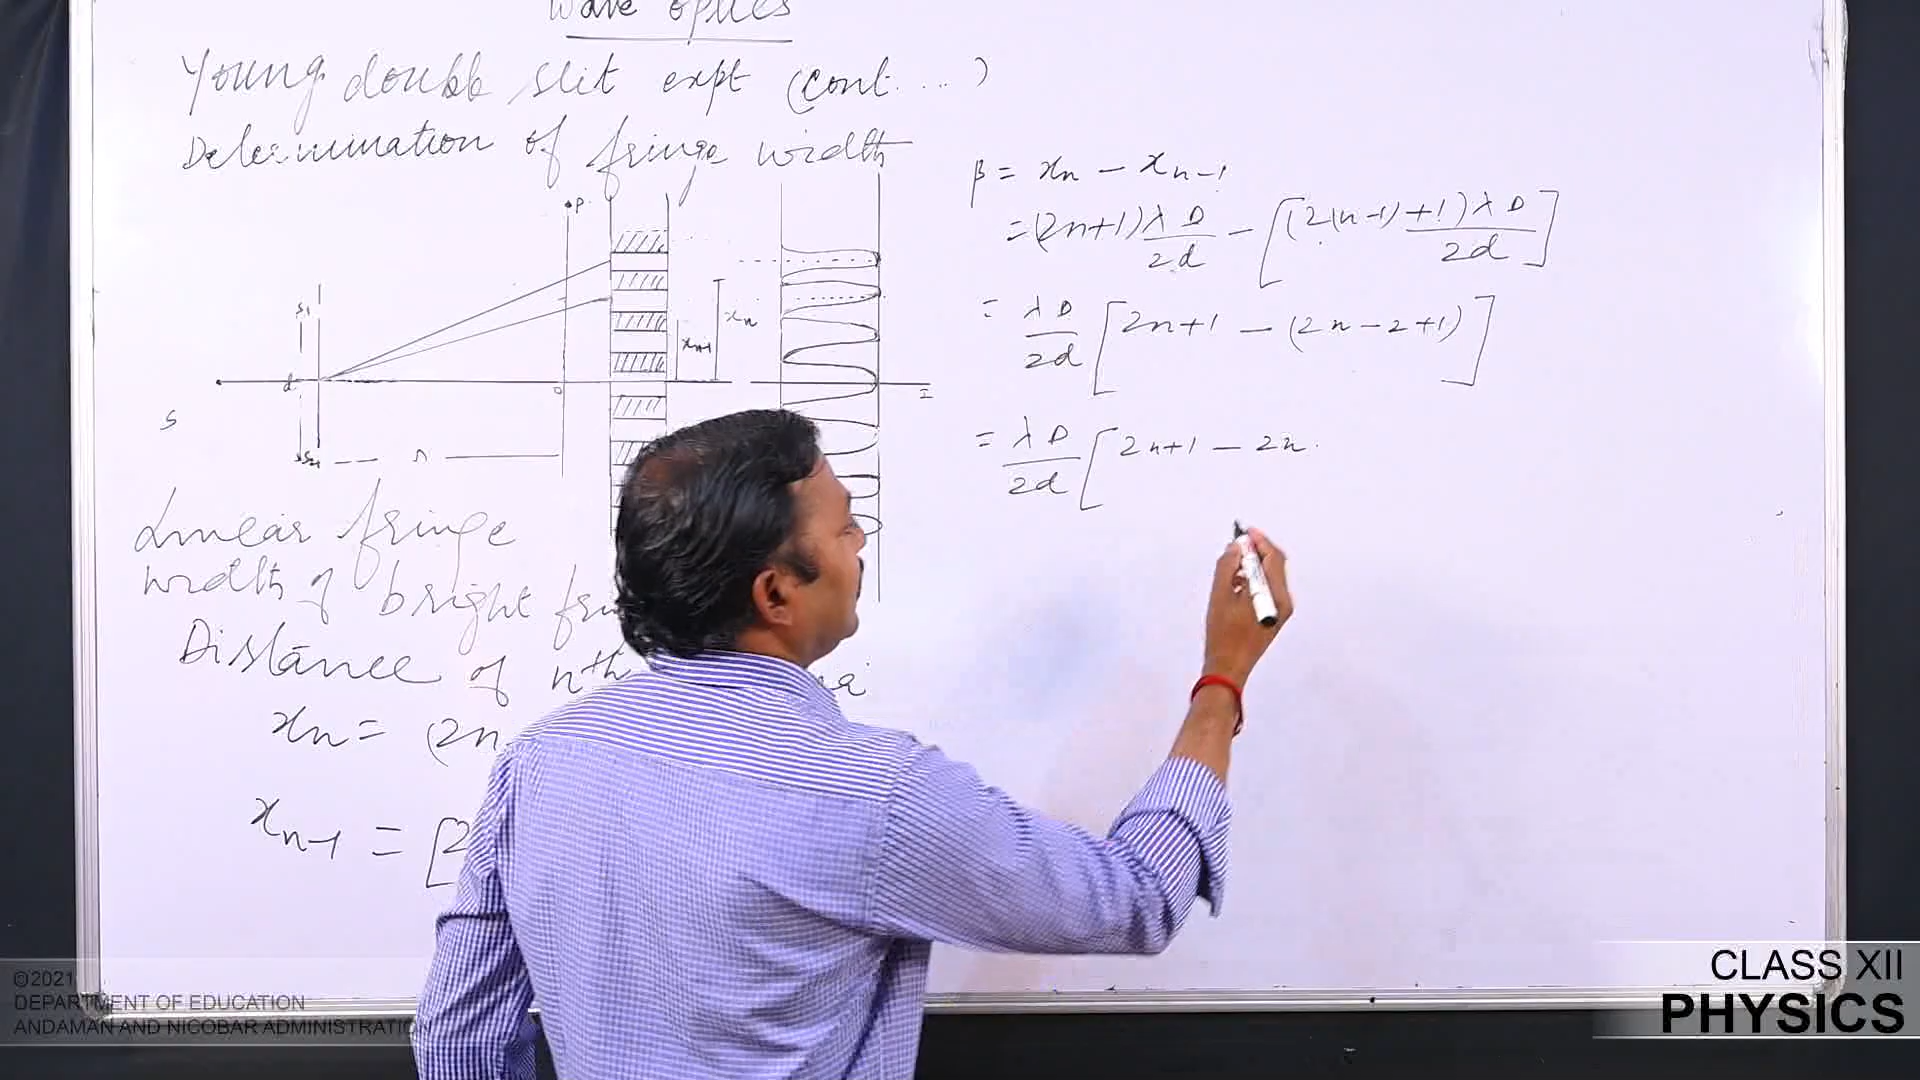 Wave optics
Young double slit expt (cont....)
Determination of fringe width
P
S1
xn
xn-1
d
O
I
S
S2
D
Linear fringe
width of bright
Distance of nth
xn = (2n
xn-1 = [2
β = xn - xn-1
= (2n+1) λD/2d - [(2(n-1)+1) λD/2d]
= λD/2d [2n+1 - (2n-2+1)]
= λD/2d [2n+1 - 2n
©2021
DEPARTMENT OF EDUCATION
ANDAMAN AND NICOBAR ADMINISTRATION
CLASS XII
PHYSICS